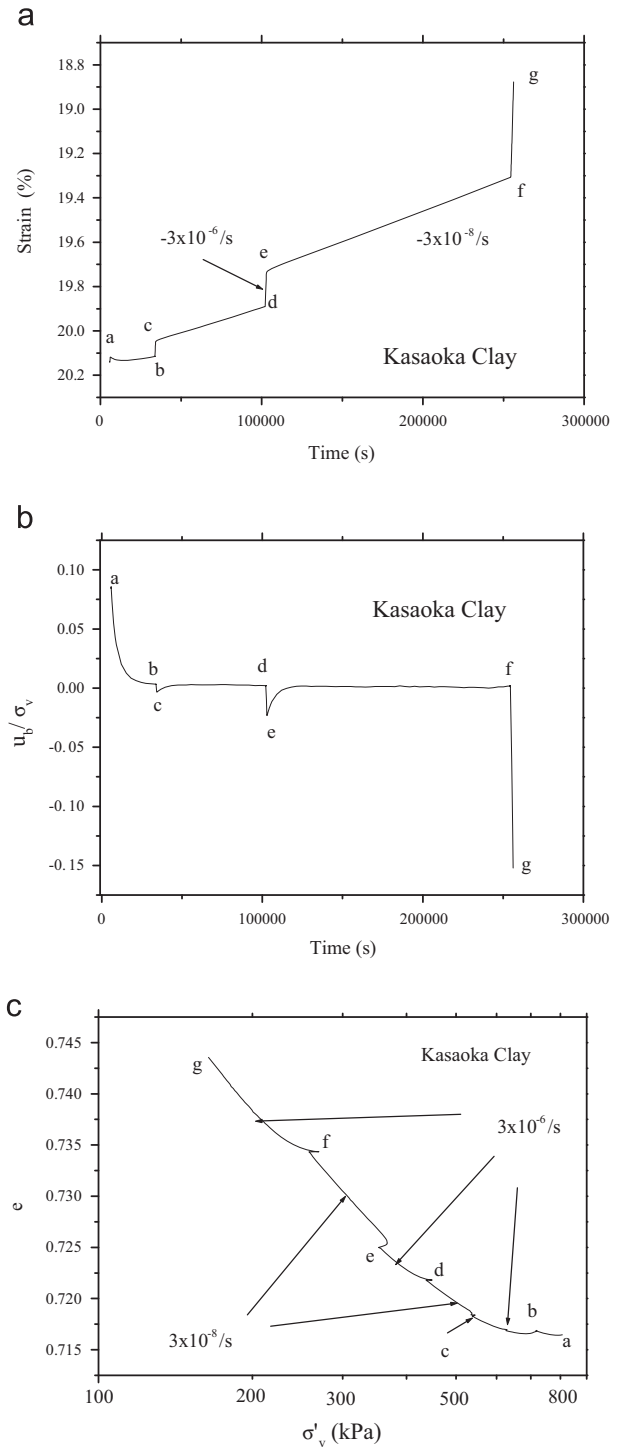 a
18.8
g
19.0
19.2
f
19.4
-3x10⁻⁶/s
-3x10⁻⁸/s
Strain (%)
19.6
e
19.8
d
20.0
c
a
b
Kasaoka Clay
20.2
0
100000
200000
300000
Time (s)
b
0.10
a
Kasaoka Clay
0.05
b
d
f
0.00
c
u_b/ σ_v
e
-0. 05
-0.10
-0.15
g
0
100000
200000
300000
Time (s)
c
0.745
Kasaoka Clay
g
0.740
3x10⁻⁶/s
0.735
f
e
0.730
0.725
e
d
0.720
b
3x10⁻⁸/s
c
a
0.715
100
200
300
500
800
σ'_v (kPa)